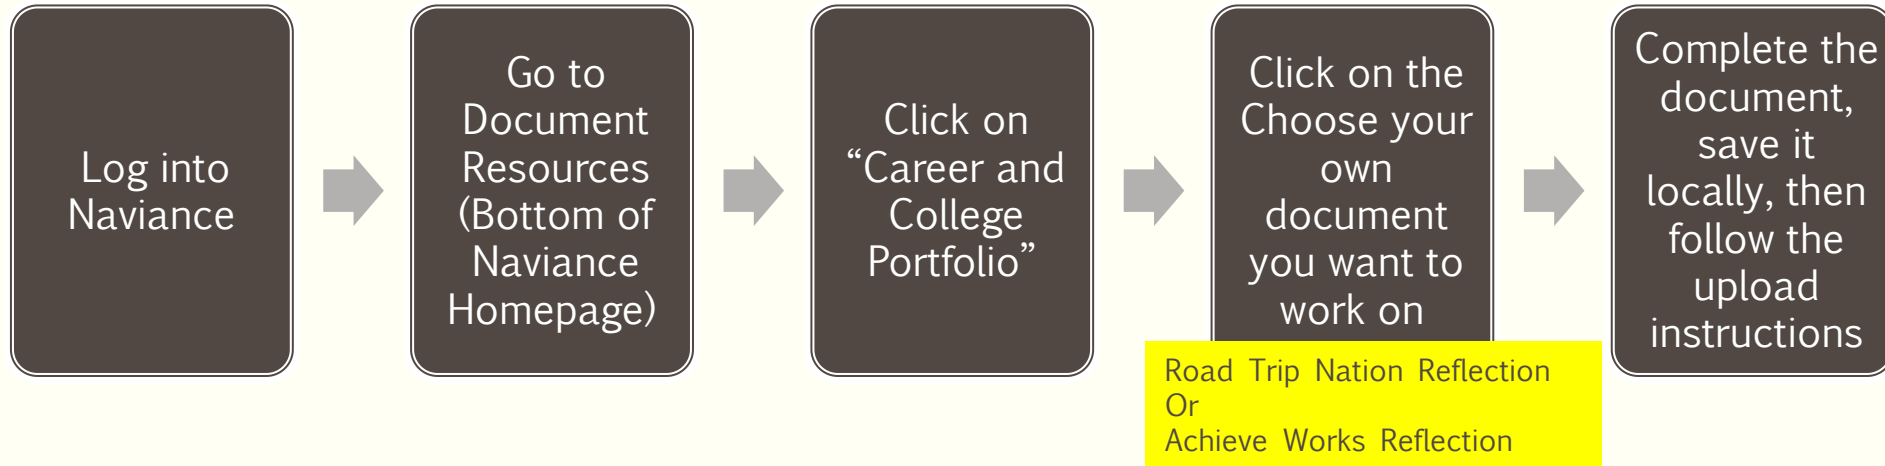 Log into
Naviance
Go to
Document
Resources
(Bottom of
Naviance
Homepage)
Click on
“Career and
College
Portfolio”
Click on the
Choose your
own
document
you want to
work on
Road Trip Nation Reflection
Or
Achieve Works Reflection
Complete the
document,
save it
locally, then
follow the
upload
instructions